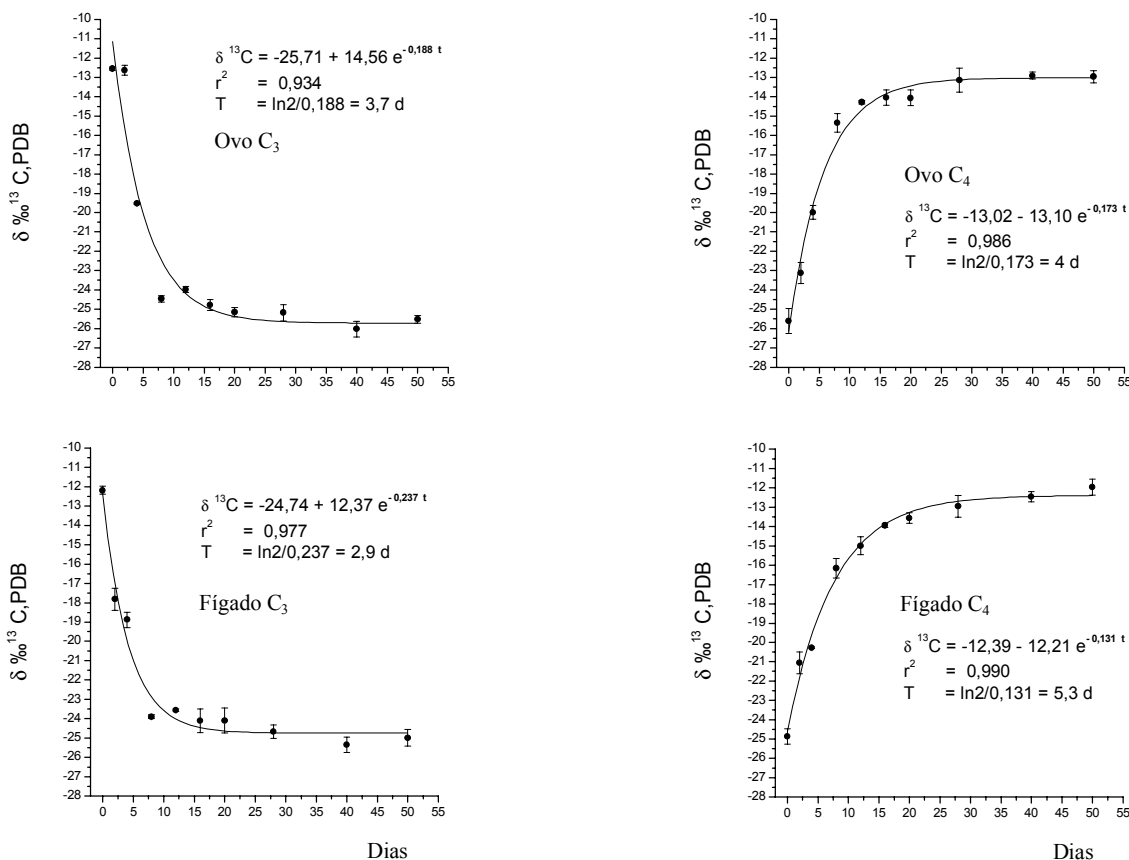 -10
-11
-12
-13
-14
-15
-16
-17
-18
-19
-20
-21
-22
-23
-24
-25
-26
-27
-28
δ ‰¹³ C,PDB
δ ¹³C = -25,71 + 14,56 e^-0,188 t
r² = 0,934
T = ln2/0,188 = 3,7 d
Ovo C₃
0 5 10 15 20 25 30 35 40 45 50 55
-10
-11
-12
-13
-14
-15
-16
-17
-18
-19
-20
-21
-22
-23
-24
-25
-26
-27
-28
δ ‰¹³ C,PDB
Ovo C₄
δ ¹³C = -13,02 - 13,10 e^-0,173 t
r² = 0,986
T = ln2/0,173 = 4 d
0 5 10 15 20 25 30 35 40 45 50 55
-10
-11
-12
-13
-14
-15
-16
-17
-18
-19
-20
-21
-22
-23
-24
-25
-26
-27
-28
δ ‰¹³ C,PDB
δ ¹³C = -24,74 + 12,37 e^-0,237 t
r² = 0,977
T = ln2/0,237 = 2,9 d
Fígado C₃
0 5 10 15 20 25 30 35 40 45 50 55
Dias
-10
-11
-12
-13
-14
-15
-16
-17
-18
-19
-20
-21
-22
-23
-24
-25
-26
-27
-28
δ ‰¹³ C,PDB
Fígado C₄
δ ¹³C = -12,39 - 12,21 e^-0,131 t
r² = 0,990
T = ln2/0,131 = 5,3 d
0 5 10 15 20 25 30 35 40 45 50 55
Dias